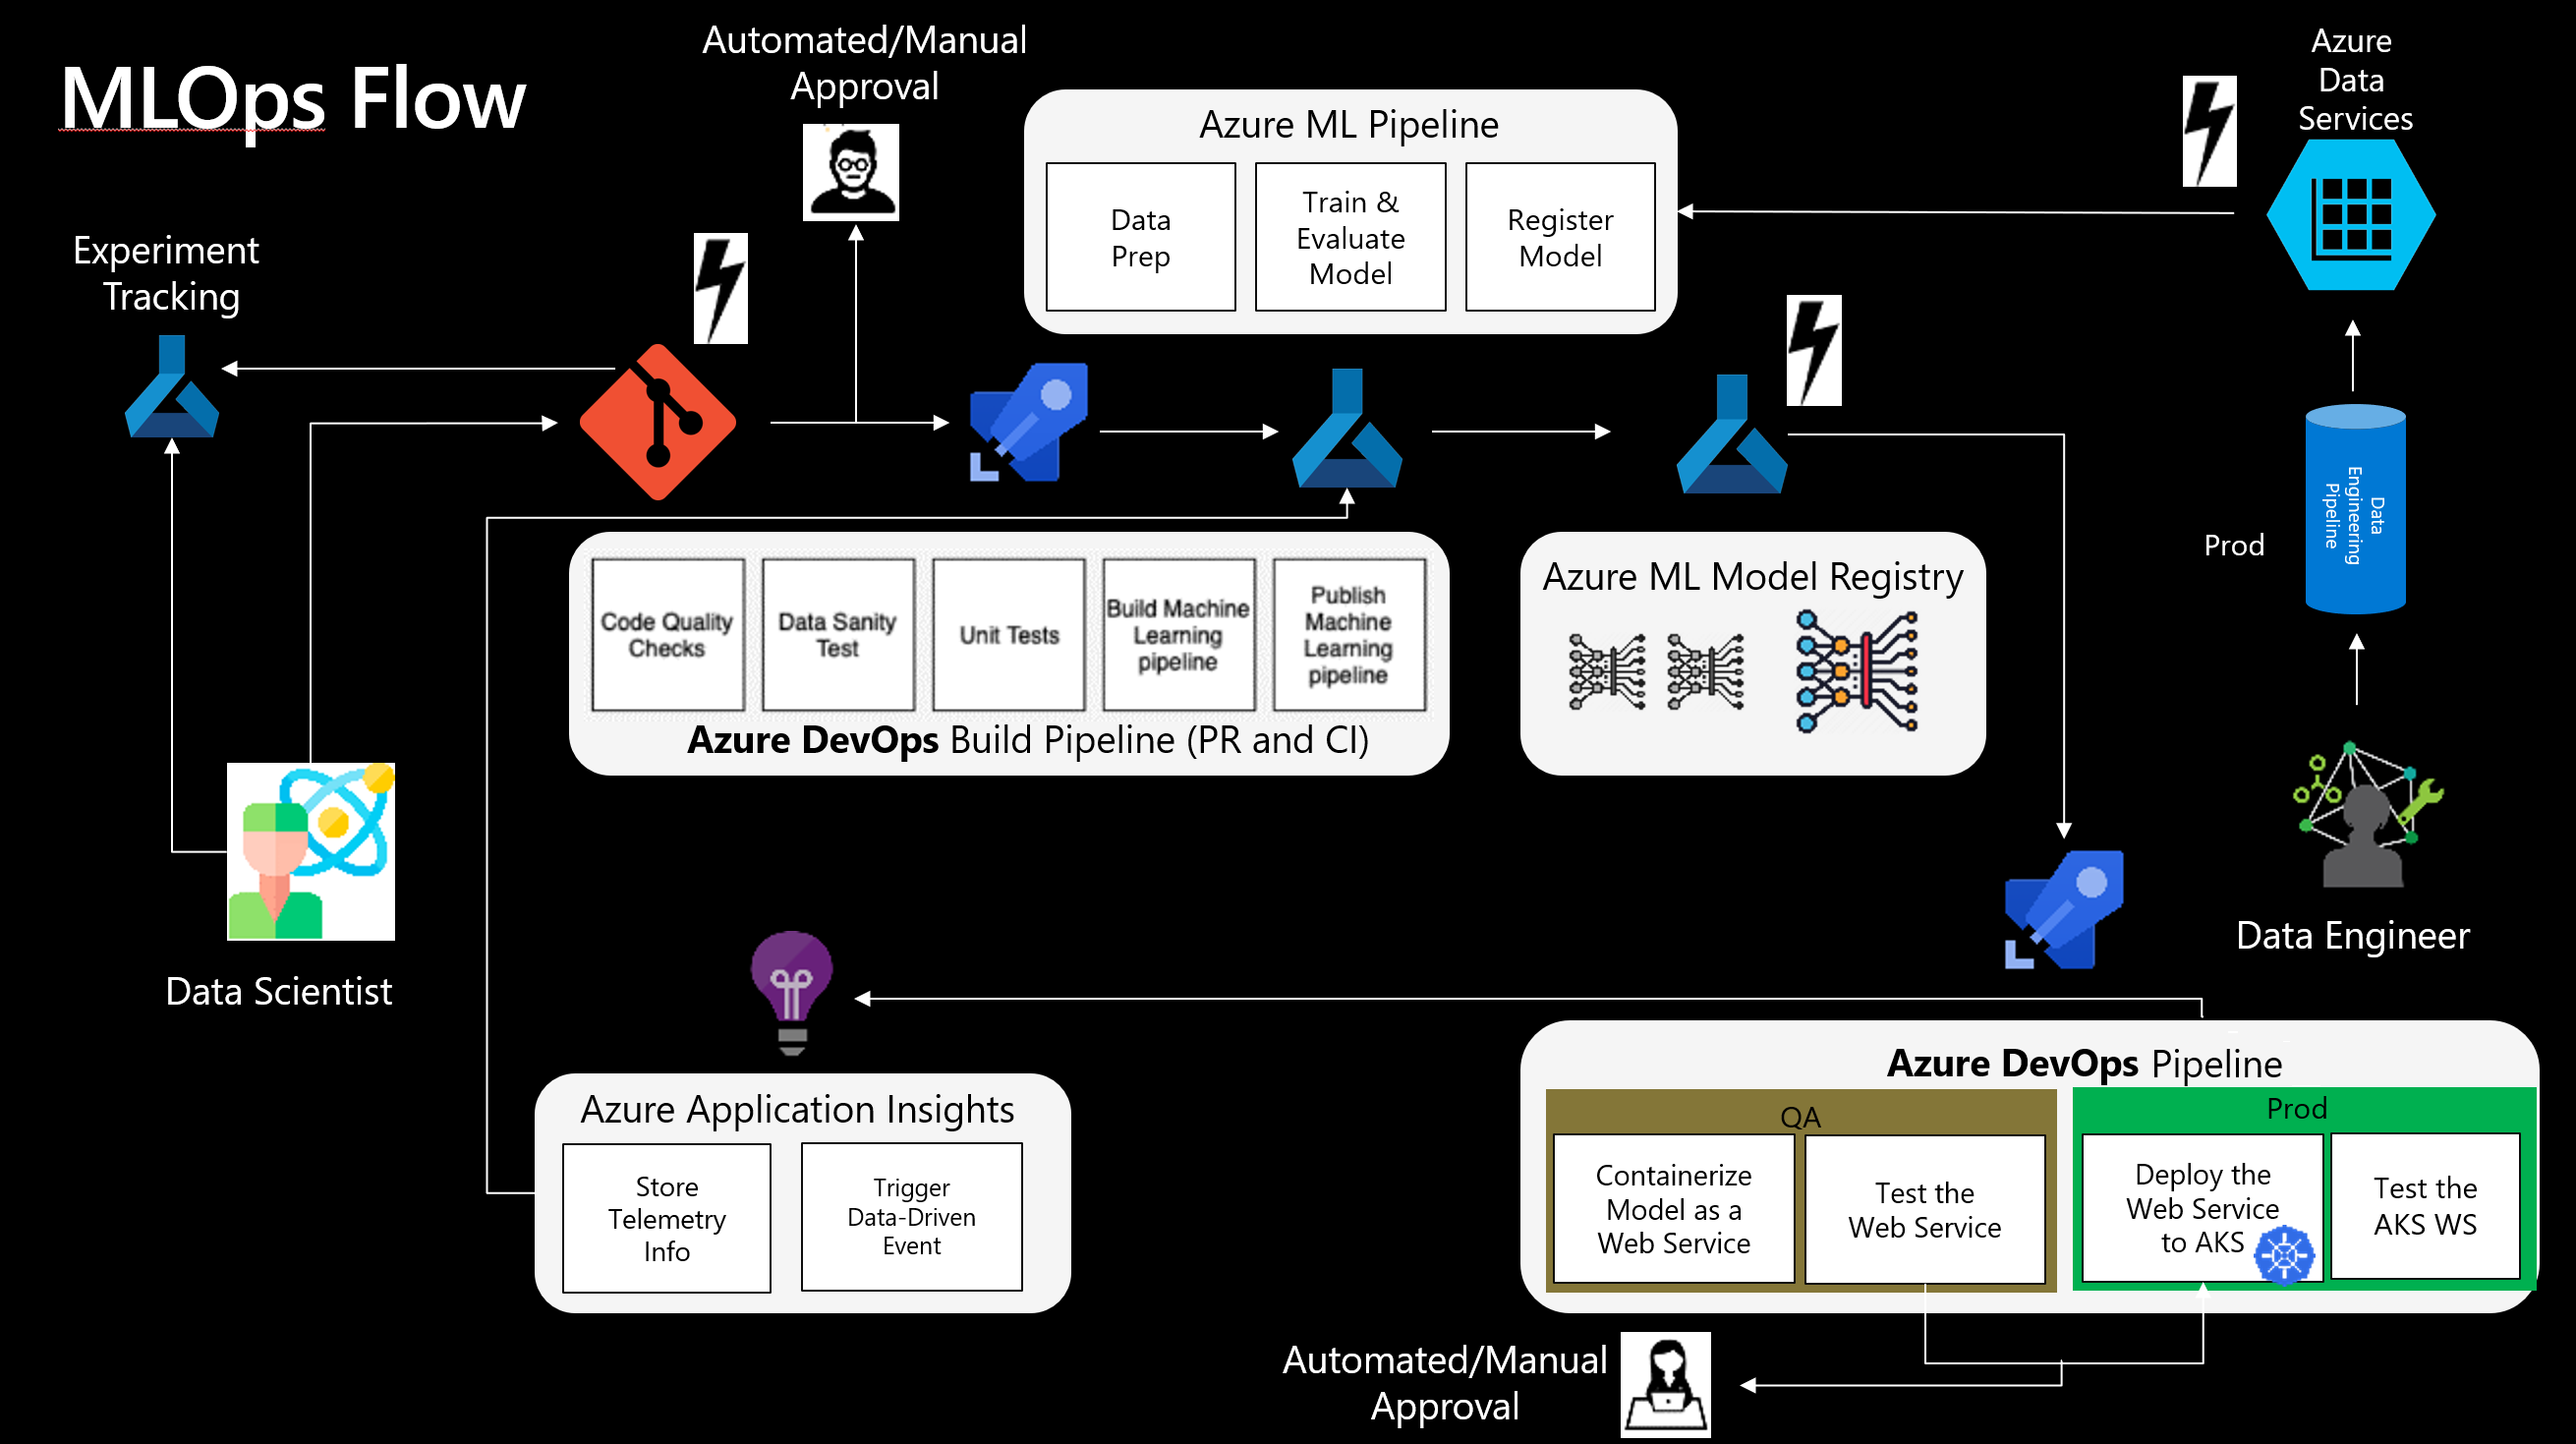 MLOps Flow
Automated/Manual
Approval
Azure
Data
Services
Azure ML Pipeline
Data
Prep
Train &
Evaluate
Model
Register
Model
Experiment
Tracking
Data
Engineering
Pipeline
Prod
Code Quality
Checks
Data Sanity
Test
Unit Tests
Build Machine
Learning
pipeline
Publish
Machine
Learning
pipeline
Azure DevOps Build Pipeline (PR and CI)
Azure ML Model Registry
Data Scientist
Data Engineer
Azure Application Insights
Store
Telemetry
Info
Trigger
Data-Driven
Event
Azure DevOps Pipeline
QA
Containerize
Model as a
Web Service
Test the
Web Service
Prod
Deploy the
Web Service
to AKS
Test the
AKS WS
Automated/Manual
Approval